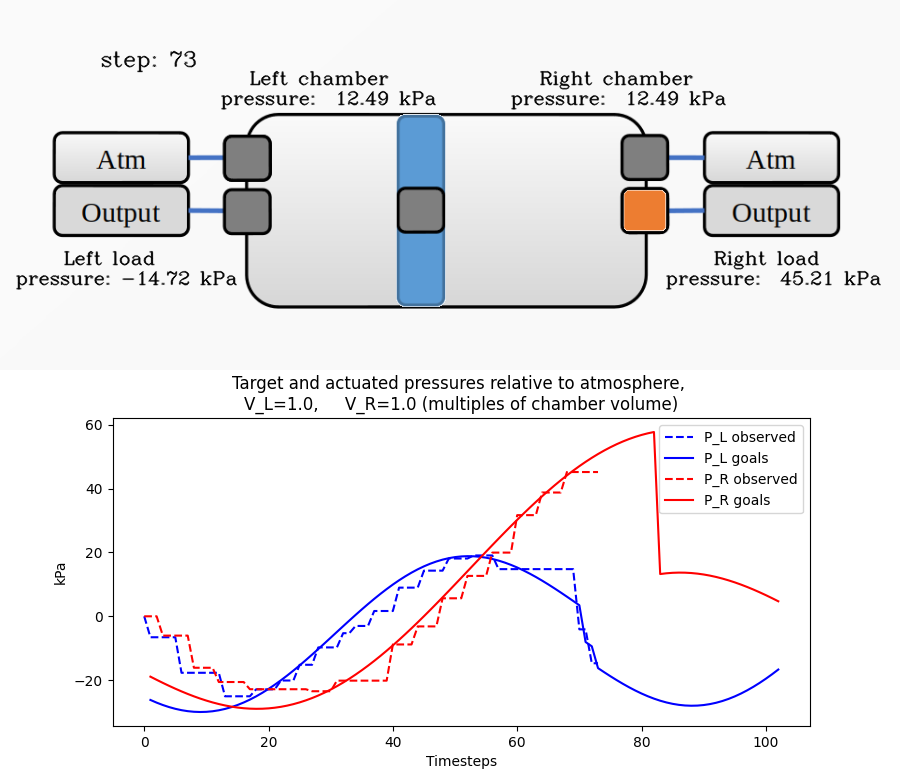 step: 73
Left chamber
pressure: 12.49 kPa
Right chamber
pressure: 12.49 kPa
Atm
Output
Atm
Output
Left load
pressure: −14.72 kPa
Right load
pressure: 45.21 kPa
Target and actuated pressures relative to atmosphere,
V_L=1.0, V_R=1.0 (multiples of chamber volume)
P_L observed
P_L goals
P_R observed
P_R goals
60
40
20
0
−20
kPa
0 20 40 60 80 100
Timesteps